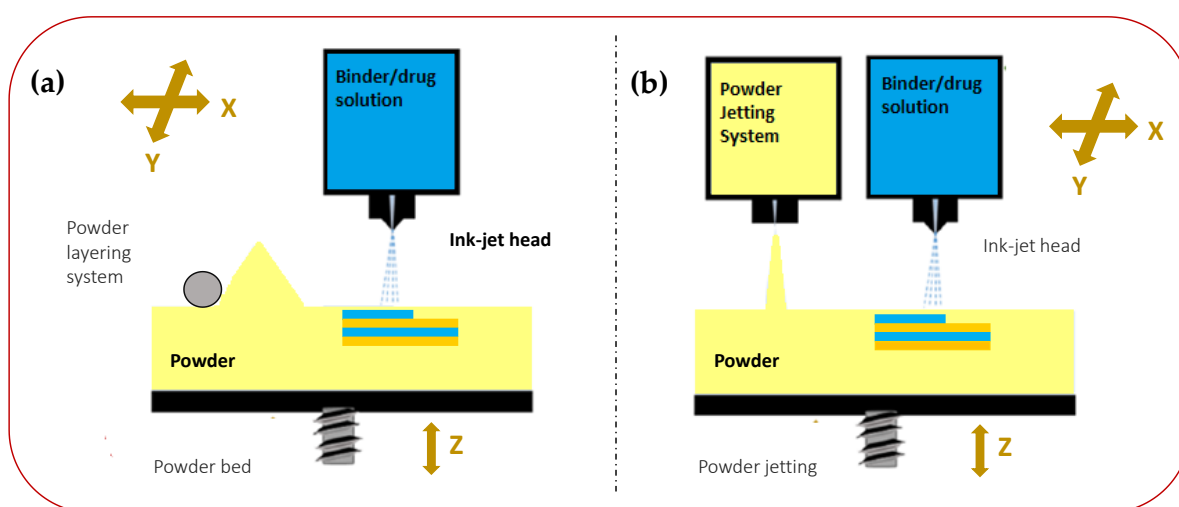 (a)
X
Y
Binder/drug
solution
Powder
layering
system
Ink-jet head
Powder
Z
Powder bed
(b)
Powder
Jetting
System
Binder/drug
solution
X
Y
Ink-jet head
Powder
Z
Powder jetting